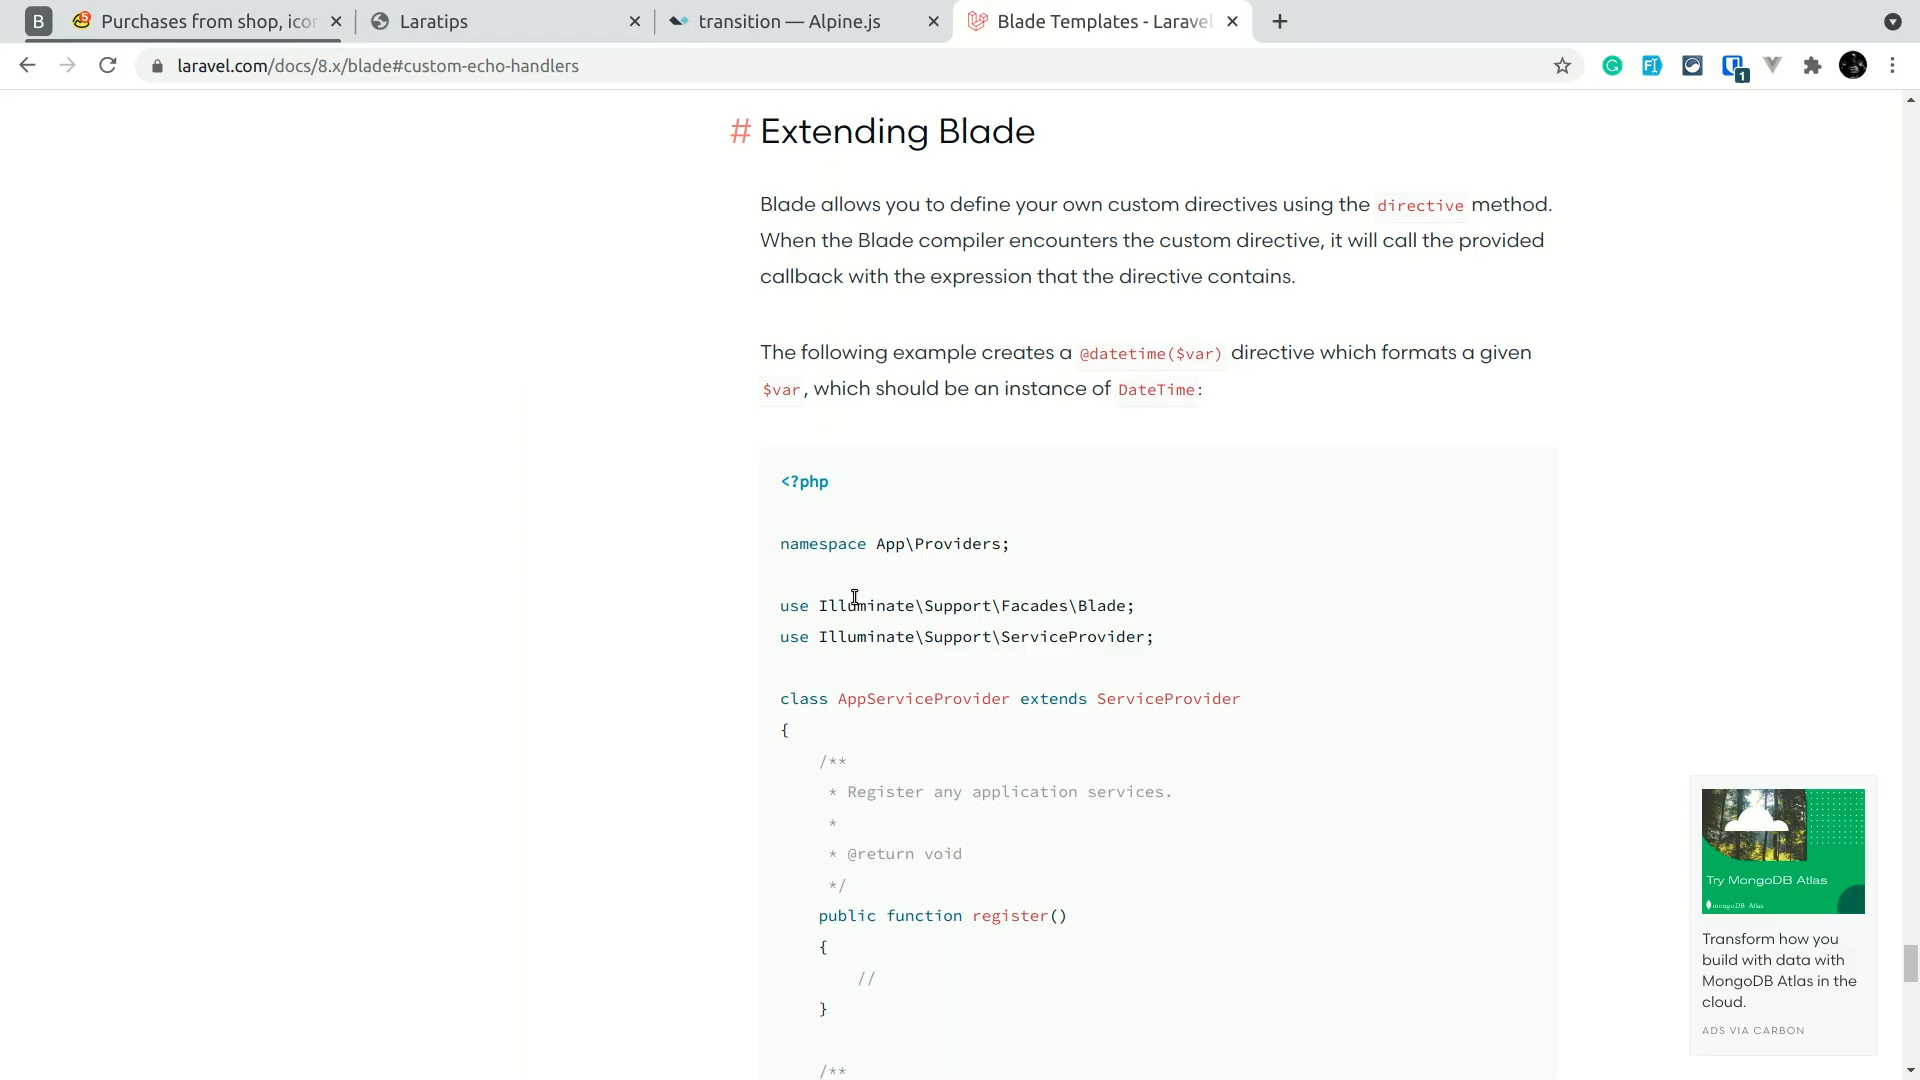 B
Purchases from shop, ico
Laratips
transition — Alpine.js
Blade Templates - Laravel
laravel.com/docs/8.x/blade#custom-echo-handlers
1
# Extending Blade
Blade allows you to define your own custom directives using the directive method.
When the Blade compiler encounters the custom directive, it will call the provided
callback with the expression that the directive contains.
The following example creates a @datetime($var) directive which formats a given
$var, which should be an instance of DateTime:
<?php
namespace App\Providers;
use Illuminate\Support\Facades\Blade;
use Illuminate\Support\ServiceProvider;
class AppServiceProvider extends ServiceProvider
{
/**
* Register any application services.
*
* @return void
*/
public function register()
{
//
}
/**
Try MongoDB Atlas
mongoDB Atlas
Transform how you
build with data with
MongoDB Atlas in the
cloud.
ADS VIA CARBON